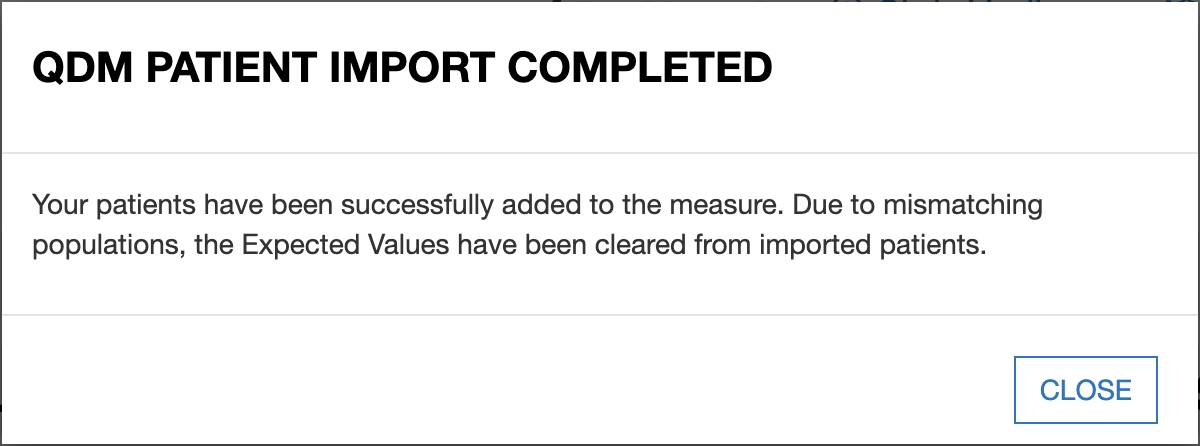 QDM PATIENT IMPORT COMPLETED
Your patients have been successfully added to the measure. Due to mismatching
populations, the Expected Values have been cleared from imported patients.
CLOSE